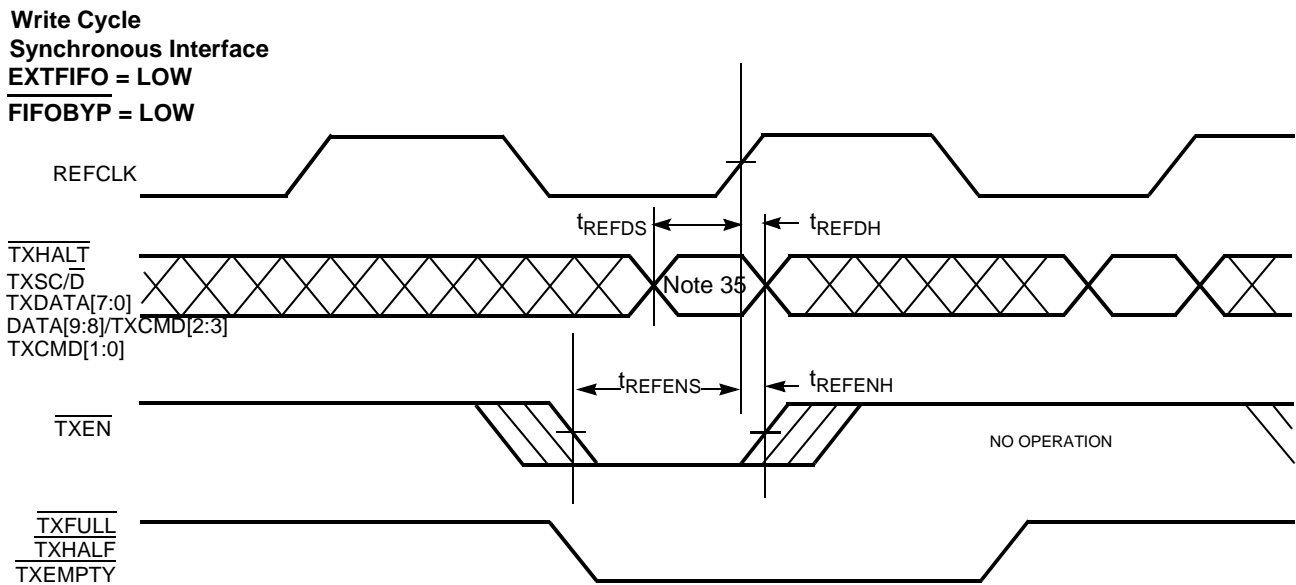 Write Cycle
Synchronous Interface
EXTFIFO = LOW
FIFOBYP = LOW
REFCLK
tREFDS
tREFDH
TXHALT
TXSC/D
TXDATA[7:0]
DATA[9:8]/TXCMD[2:3]
TXCMD[1:0]
Note 35
tREFENS
tREFENH
TXEN
NO OPERATION
TXFULL
TXHALF
TXEMPTY